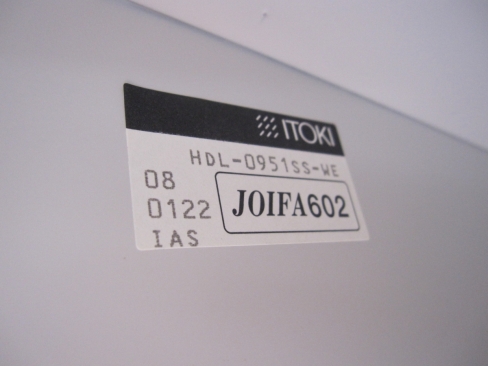 ITOKI
HDL-0951SS-WE
08
0122
IAS
JOIFA602